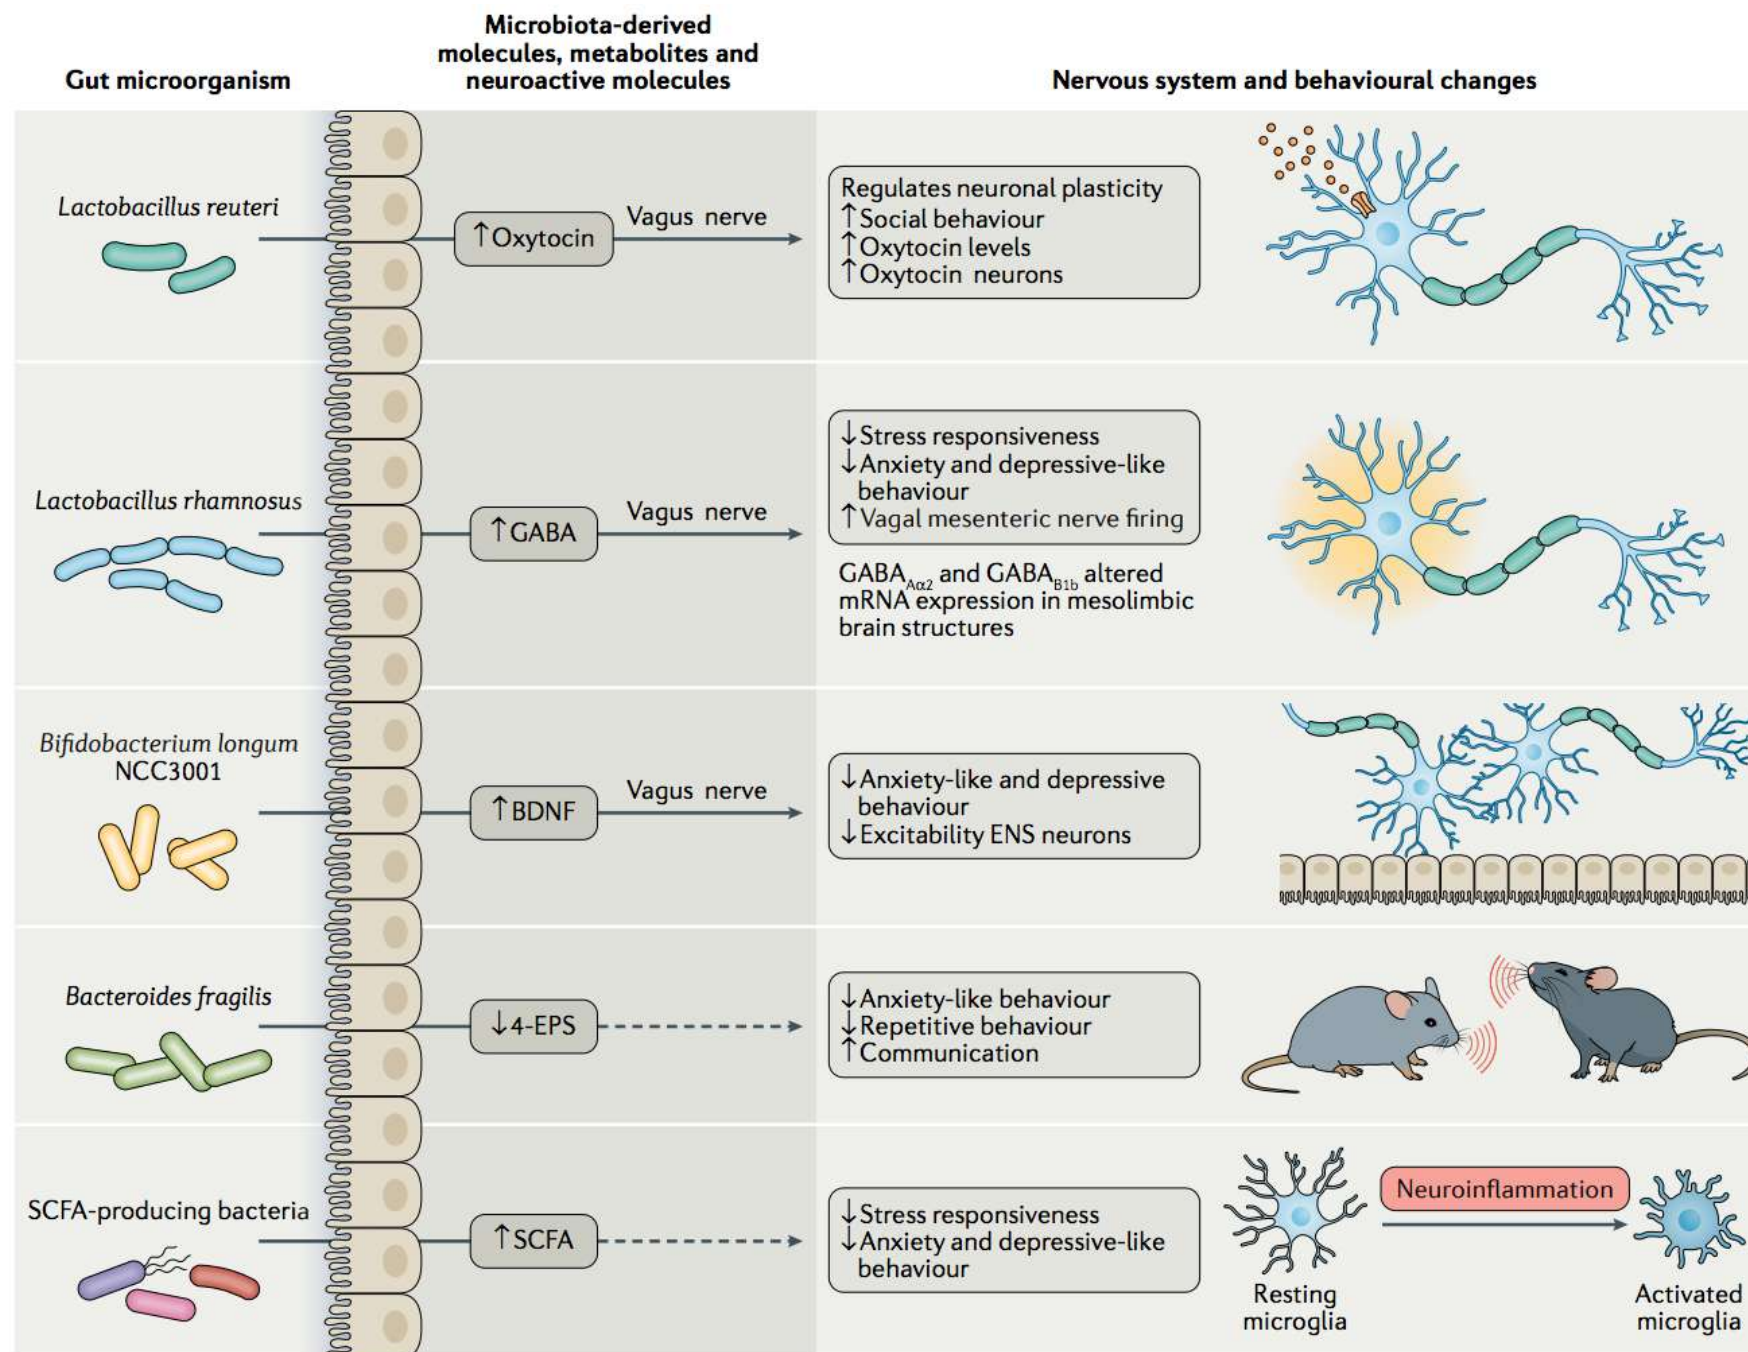 Gut microorganism
Microbiota-derived
molecules, metabolites and
neuroactive molecules
Nervous system and behavioural changes
Lactobacillus reuteri
↑Oxytocin
Vagus nerve
Regulates neuronal plasticity
↑Social behaviour
↑Oxytocin levels
↑Oxytocin neurons
Lactobacillus rhamnosus
↑GABA
Vagus nerve
↓Stress responsiveness
↓Anxiety and depressive-like
behaviour
↑Vagal mesenteric nerve firing
GABAAα2 and GABAB1b altered
mRNA expression in mesolimbic
brain structures
Bifidobacterium longum
NCC3001
↑BDNF
Vagus nerve
↓Anxiety-like and depressive
behaviour
↓Excitability ENS neurons
Bacteroides fragilis
↓4-EPS
↓Anxiety-like behaviour
↓Repetitive behaviour
↑Communication
SCFA-producing bacteria
↑SCFA
↓Stress responsiveness
↓Anxiety and depressive-like
behaviour
Neuroinflammation
Resting
microglia
Activated
microglia